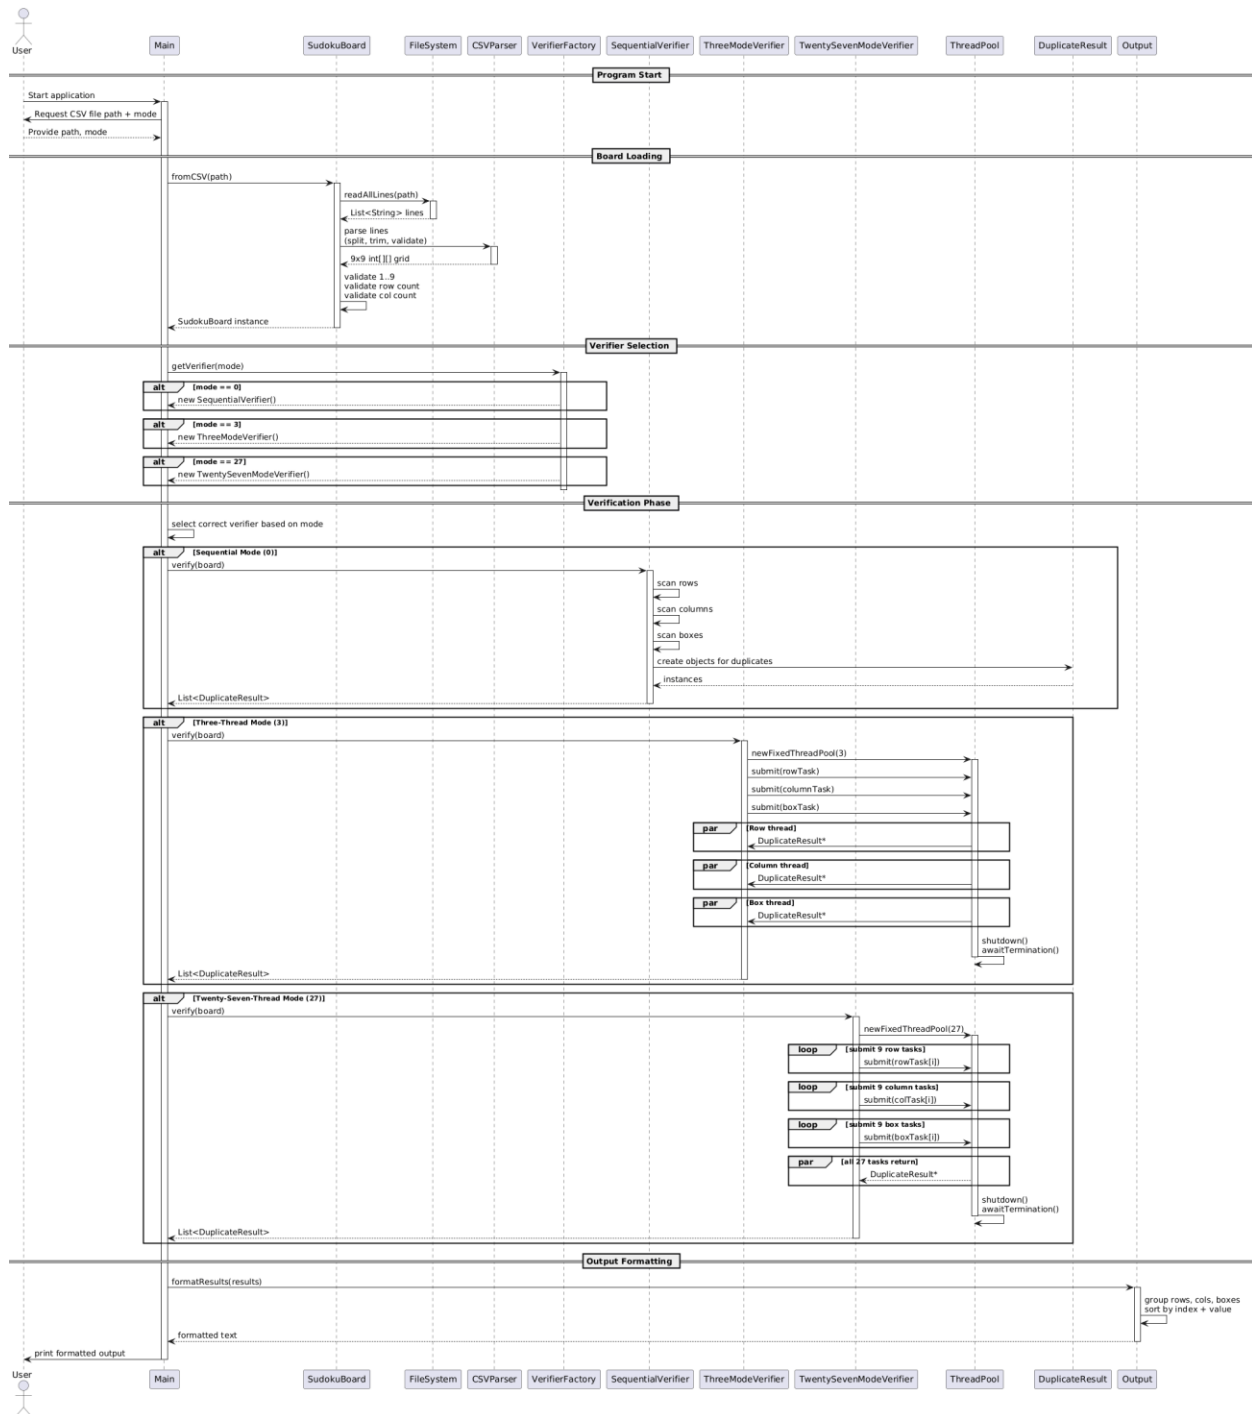 User
Main
SudokuBoard
FileSystem
CSVParser
VerifierFactory
SequentialVerifier
ThreeModeVerifier
TwentySevenModeVerifier
ThreadPool
DuplicateResult
Output
Program Start
Start application
Request CSV file path + mode
Provide path, mode
Board Loading
fromCSV(path)
readAllLines(path)
List<String> lines
parse lines
(split, trim, validate)
9x9 int[][] grid
validate 1..9
validate row count
validate col count
SudokuBoard instance
Verifier Selection
getVerifier(mode)
alt [mode == 0]
new SequentialVerifier()
alt [mode == 3]
new ThreeModeVerifier()
alt [mode == 27]
new TwentySevenModeVerifier()
Verification Phase
select correct verifier based on mode
alt [Sequential Mode (0)]
verify(board)
scan rows
scan columns
scan boxes
create objects for duplicates
instances
List<DuplicateResult>
alt [Three-Thread Mode (3)]
verify(board)
newFixedThreadPool(3)
submit(rowTask)
submit(columnTask)
submit(boxTask)
par [Row thread]
DuplicateResult*
par [Column thread]
DuplicateResult*
par [Box thread]
DuplicateResult*
shutdown()
awaitTermination()
List<DuplicateResult>
alt [Twenty-Seven-Thread Mode (27)]
verify(board)
newFixedThreadPool(27)
loop [submit 9 row tasks]
submit(rowTask[i])
loop [submit 9 column tasks]
submit(colTask[i])
loop [submit 9 box tasks]
submit(boxTask[i])
par [all 27 tasks return]
DuplicateResult*
shutdown()
awaitTermination()
List<DuplicateResult>
Output Formatting
formatResults(results)
group rows, cols, boxes
sort by index + value
formatted text
print formatted output
User
Main
SudokuBoard
FileSystem
CSVParser
VerifierFactory
SequentialVerifier
ThreeModeVerifier
TwentySevenModeVerifier
ThreadPool
DuplicateResult
Output